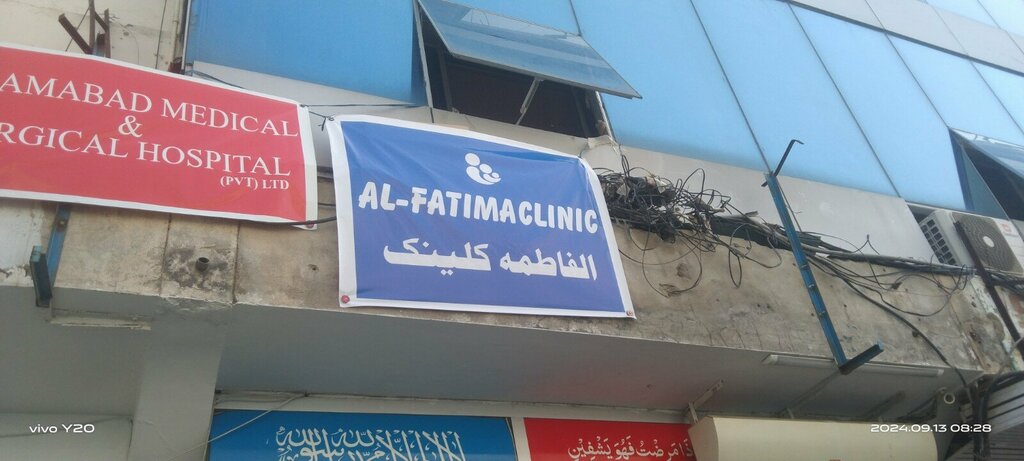 AMABAD MEDICAL
&
RGICAL HOSPITAL
(PVT) LTD
AL-FATIMACLINIC
الفاطمہ کلینک
ذَا مَرِضْتُ فَهُوَ يَشْفِيْنِ
vivo Y20
2024.09.13 08:28